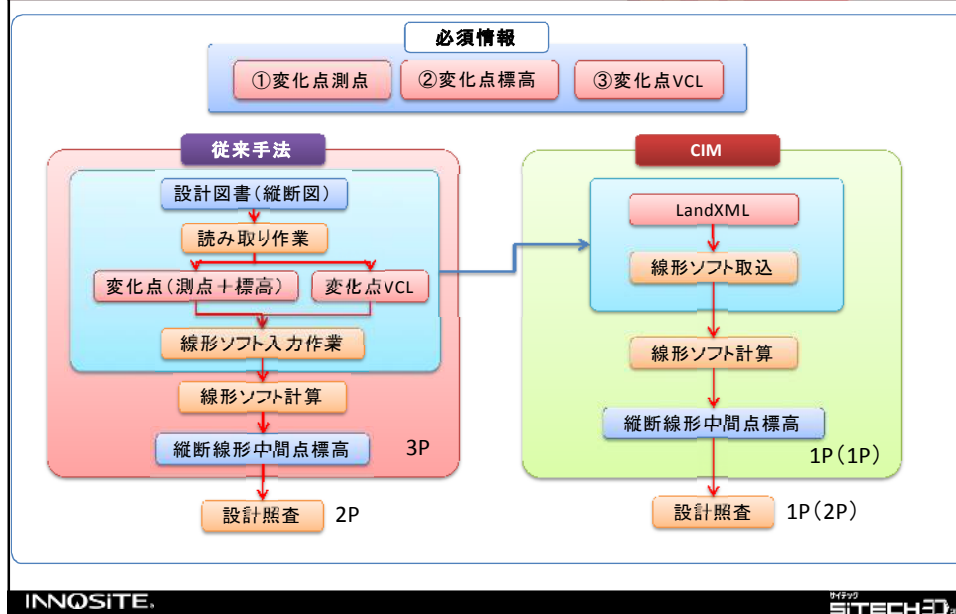 必須情報
①変化点測点 ②変化点標高 ③変化点VCL
従来手法
設計図書(縦断図)
読み取り作業
変化点(測点+標高) 変化点VCL
線形ソフト入力作業
線形ソフト計算
縦断線形中間点標高
3P
設計照査 2P
CIM
LandXML
線形ソフト取込
線形ソフト計算
縦断線形中間点標高
1P(1P)
設計照査 1P(2P)
INNOSiTE.
サイテック
SiTECH3D